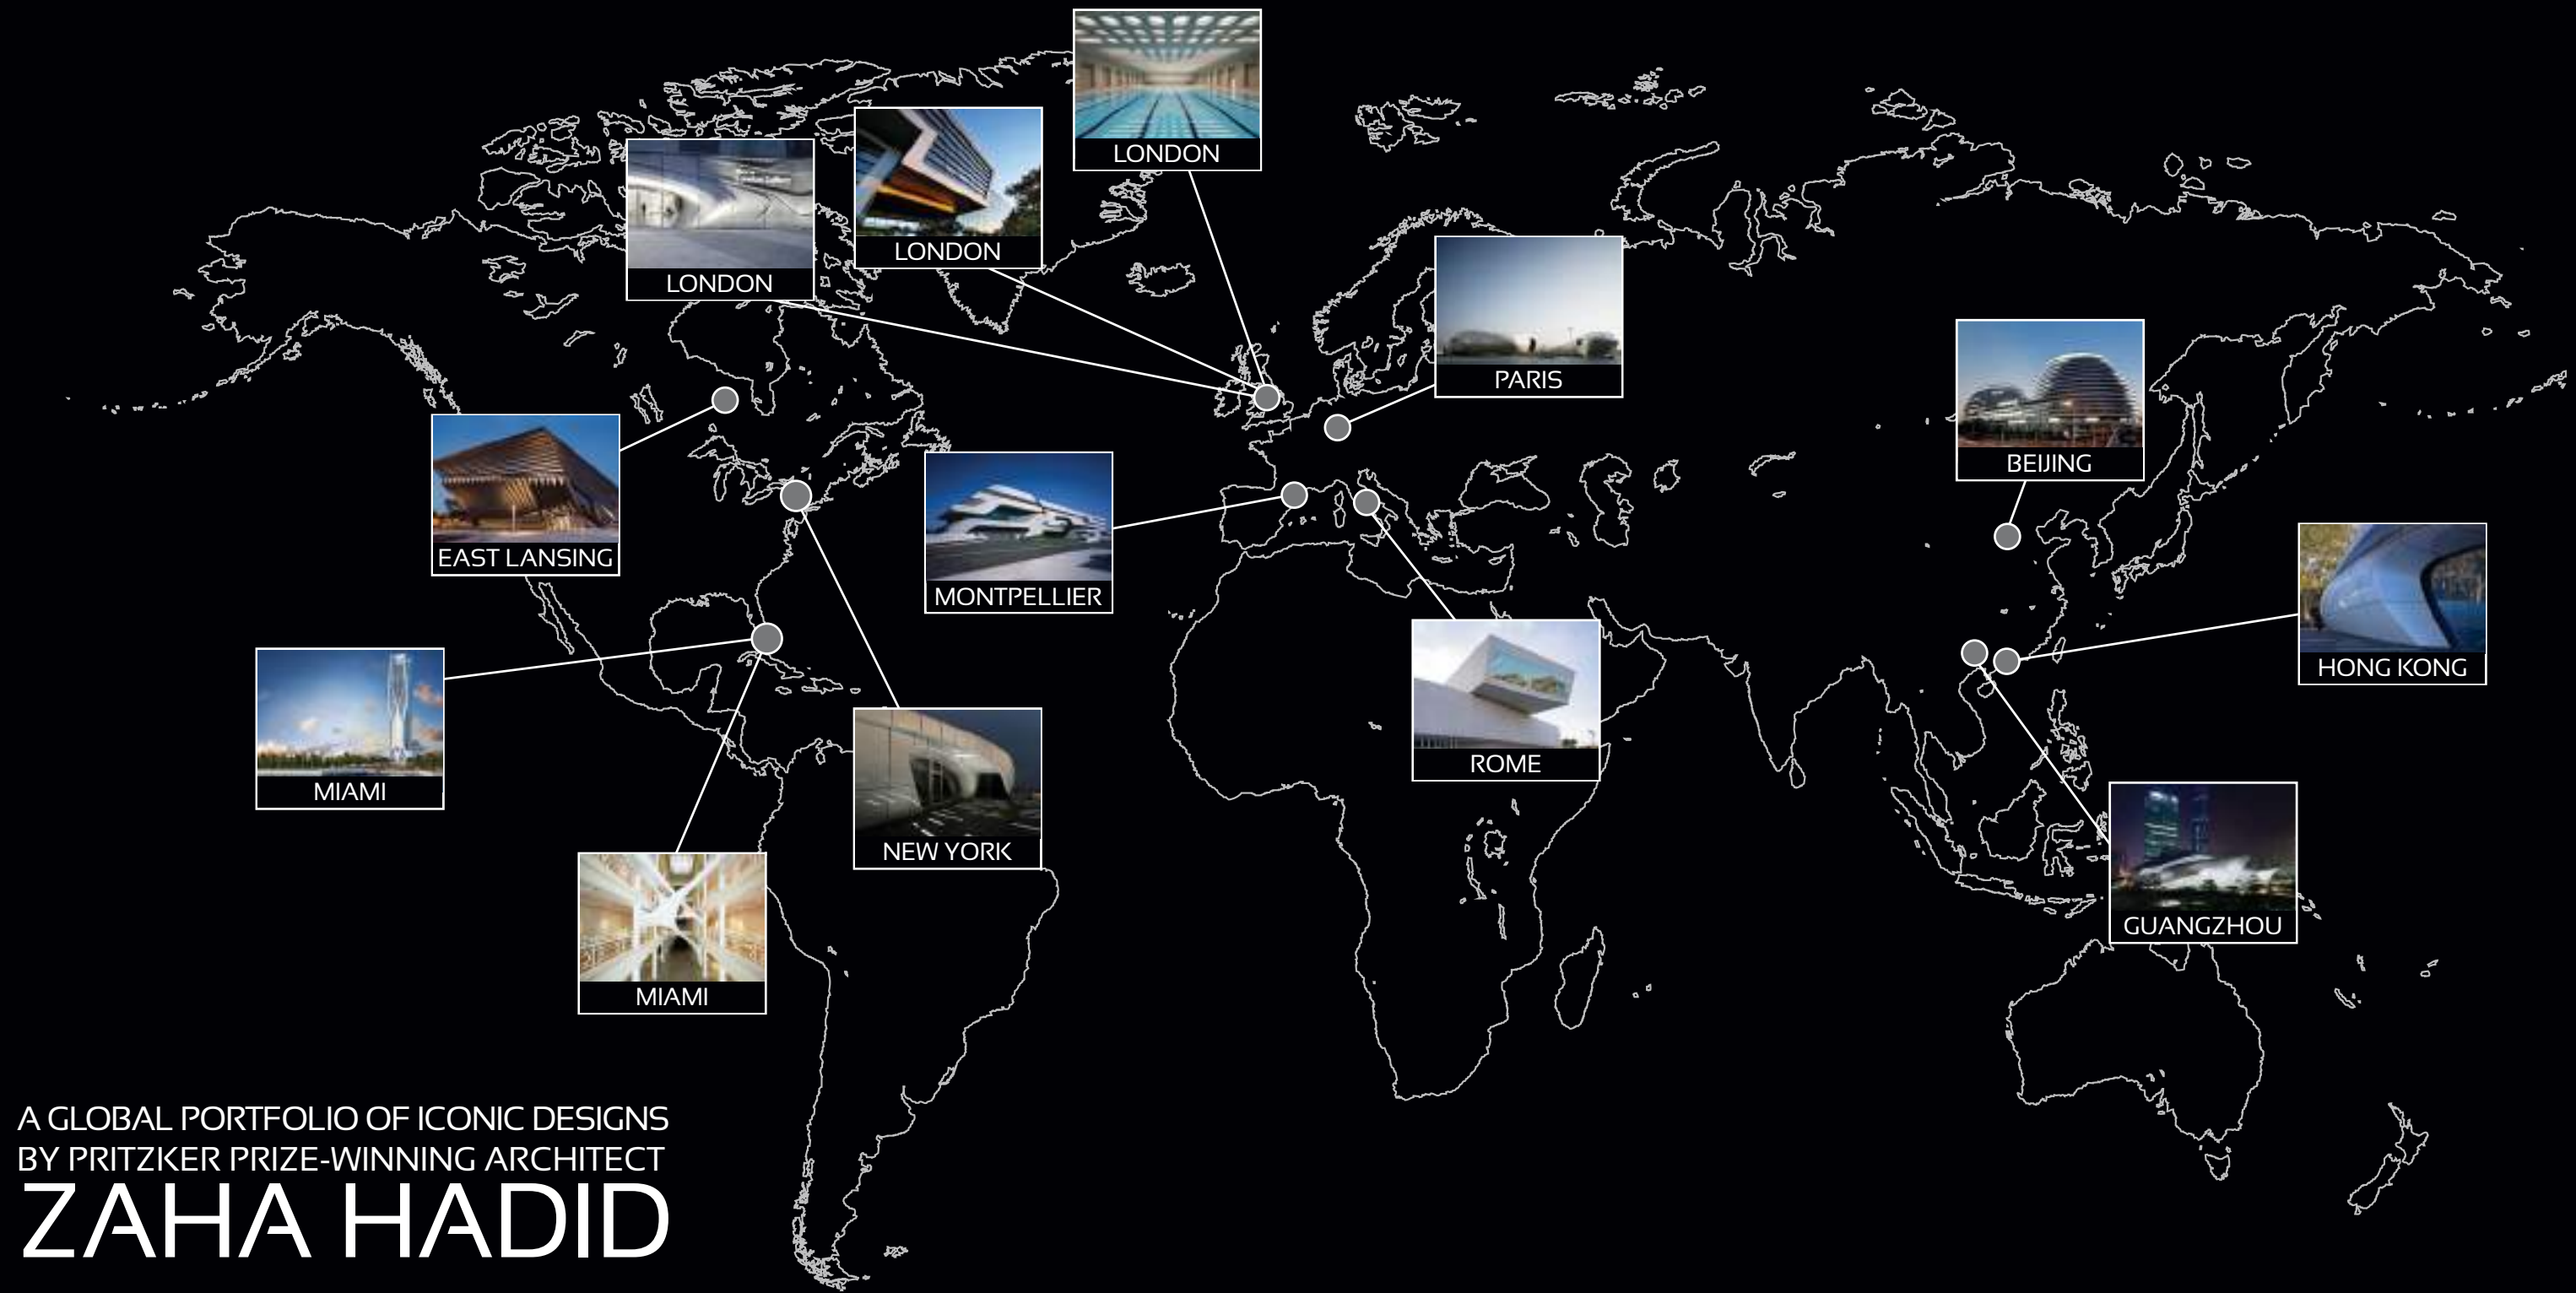 LONDON
LONDON
LONDON
PARIS
BEIJING
EAST LANSING
MONTPELLIER
HONG KONG
ROME
MIAMI
NEW YORK
GUANGZHOU
MIAMI
A GLOBAL PORTFOLIO OF ICONIC DESIGNS
BY PRITZKER PRIZE-WINNING ARCHITECT
ZAHA HADID